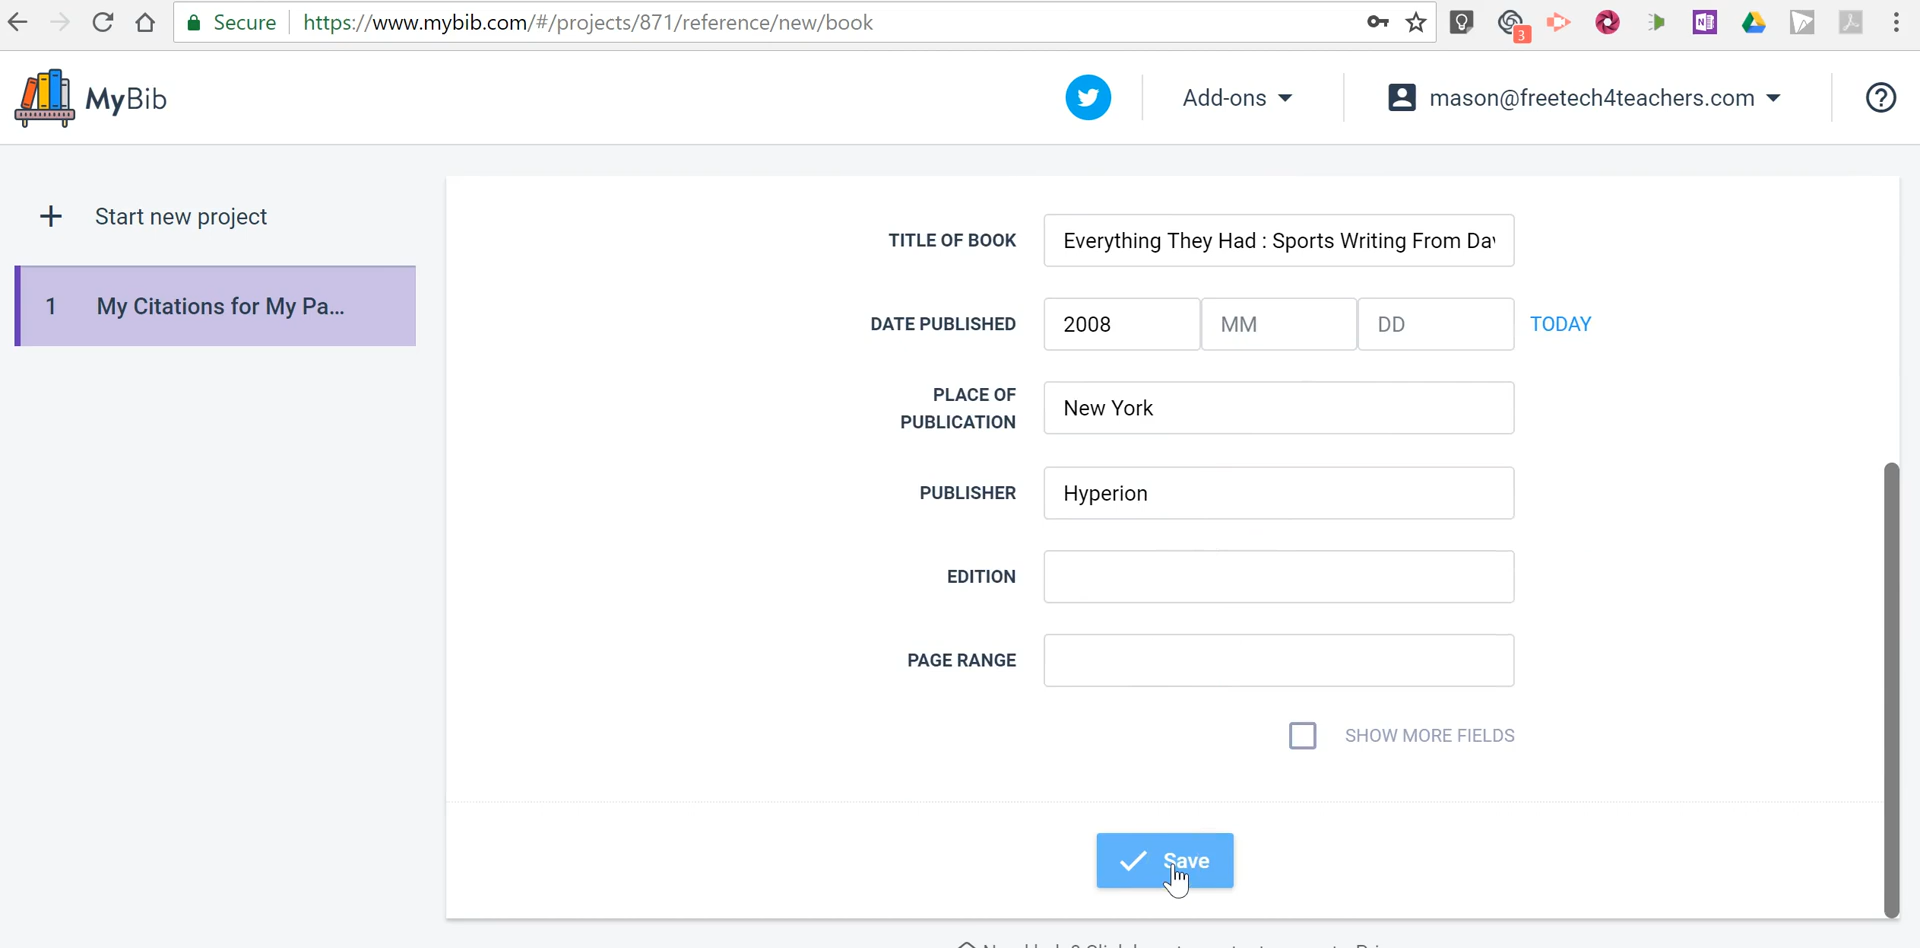 Secure https://www.mybib.com/#/projects/871/reference/new/book
3
MyBib
Add-ons
mason@freetech4teachers.com
Start new project
1 My Citations for My Pa...
TITLE OF BOOK Everything They Had : Sports Writing From Da
DATE PUBLISHED 2008 MM DD TODAY
PLACE OF
PUBLICATION
New York
PUBLISHER Hyperion
EDITION
PAGE RANGE
SHOW MORE FIELDS
Save